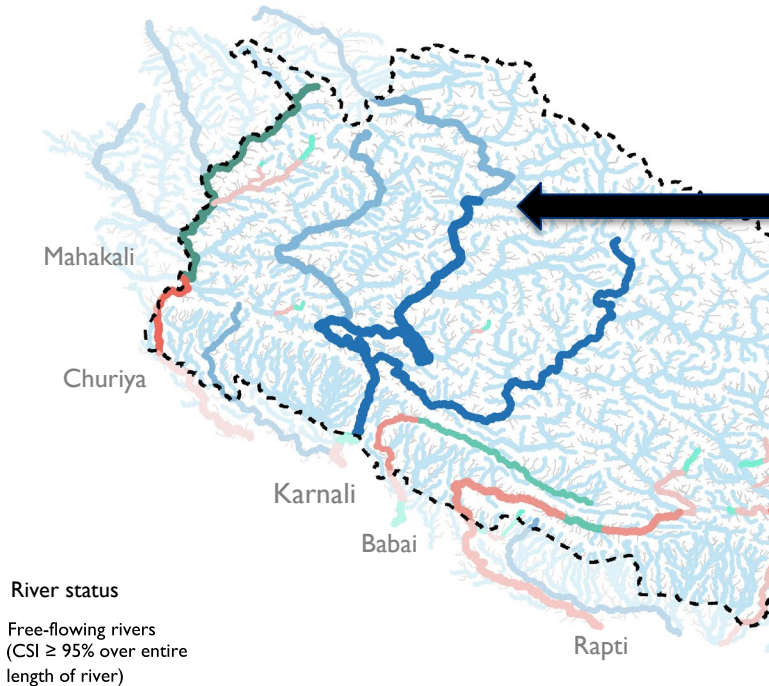 Mahakali
Churiya
Karnali
Babai
Rapti
River status
Free-flowing rivers
(CSI ≥ 95% over entire
length of river)